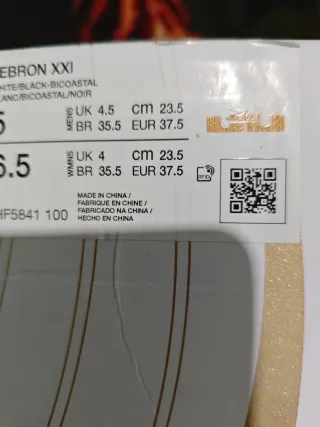 EBRON XXI
HITE/BLACK-BICOASTAL
LANC/BICOASTAL/NOIR
5 MENS UK 4.5 cm 23.5
BR 35.5 EUR 37.5
6.5 WMNS UK 4 cm 23.5
BR 35.5 EUR 37.5
RFID
MADE IN CHINA /
FABRIQUE EN CHINE /
FABRICADO NA CHINA /
HECHO EN CHINA
HF5841 100